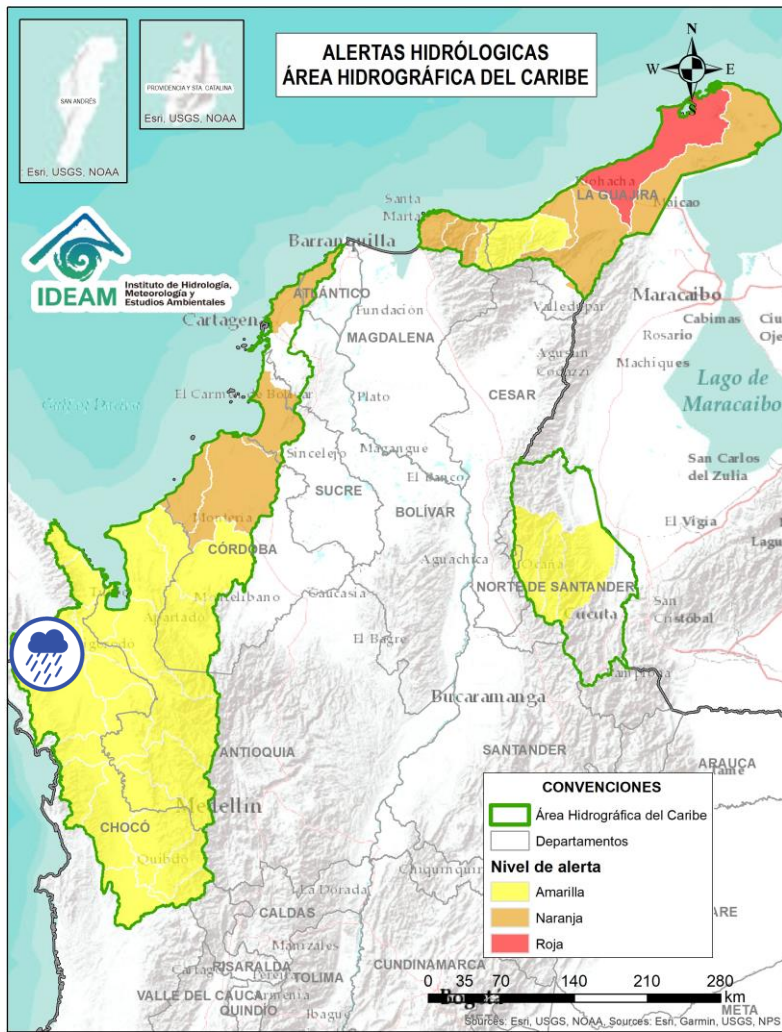 ALERTAS HIDRÓLOGICAS
ÁREA HIDROGRÁFICA DEL CARIBE
N
W E
S
SAN ANDRÉS
Esri, USGS, NOAA
PROVIDENCIA Y STA. CATALINA
Esri, USGS, NOAA
IDEAM
Instituto de Hidrología,
Meteorología y
Estudios Ambientales
Santa
Marta
LA GUAJIRA
Maicao
Barranquilla
ATLÁNTICO
Cartagena
Fundación
MAGDALENA
Valledupar
Maracaibo
Cabimas
Rosario
Machiques
Agustín
Codazzi
CESAR
Lago de
Maracaibo
El Carmen de Bolívar
Plato
Sincelejo
Magangue
SUCRE
El Banco
BOLÍVAR
San Carlos
del Zulia
El Vigia
Montería
CÓRDOBA
Aguachica
Ocaña
NORTE DE SANTANDER
Montelibano
Caucasia
Apartado
El Bagre
Cucuta
San
Cristóbal
Pamplona
Bucaramanga
ANTIOQUIA
SANTANDER
ARAUCA
Medellín
CHOCÓ
Quibdó
La Dorada
CALDAS
Manizales
RISARALDA
TOLIMA
CUNDINAMARCA
VALLE DEL CAUCA
Armenia
QUINDÍO
Ibague
META
META
CONVENCIONES
Área Hidrográfica del Caribe
Departamentos
Nivel de alerta
Amarilla
Naranja
Roja
0 35 70 140 210 280
km
Sources: Esri, USGS, NOAA, Sources: Esri, Garmin, USGS, NPS